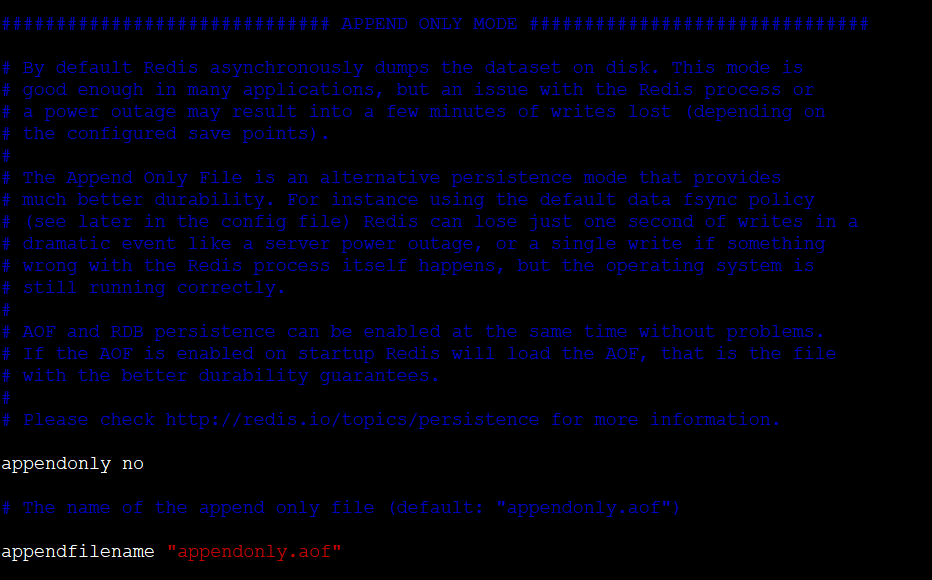 ############################## APPEND ONLY MODE ###############################
# By default Redis asynchronously dumps the dataset on disk. This mode is
# good enough in many applications, but an issue with the Redis process or
# a power outage may result into a few minutes of writes lost (depending on
# the configured save points).
#
# The Append Only File is an alternative persistence mode that provides
# much better durability. For instance using the default data fsync policy
# (see later in the config file) Redis can lose just one second of writes in a
# dramatic event like a server power outage, or a single write if something
# wrong with the Redis process itself happens, but the operating system is
# still running correctly.
#
# AOF and RDB persistence can be enabled at the same time without problems.
# If the AOF is enabled on startup Redis will load the AOF, that is the file
# with the better durability guarantees.
#
# Please check http://redis.io/topics/persistence for more information.
appendonly no
# The name of the append only file (default: "appendonly.aof")
appendfilename "appendonly.aof"